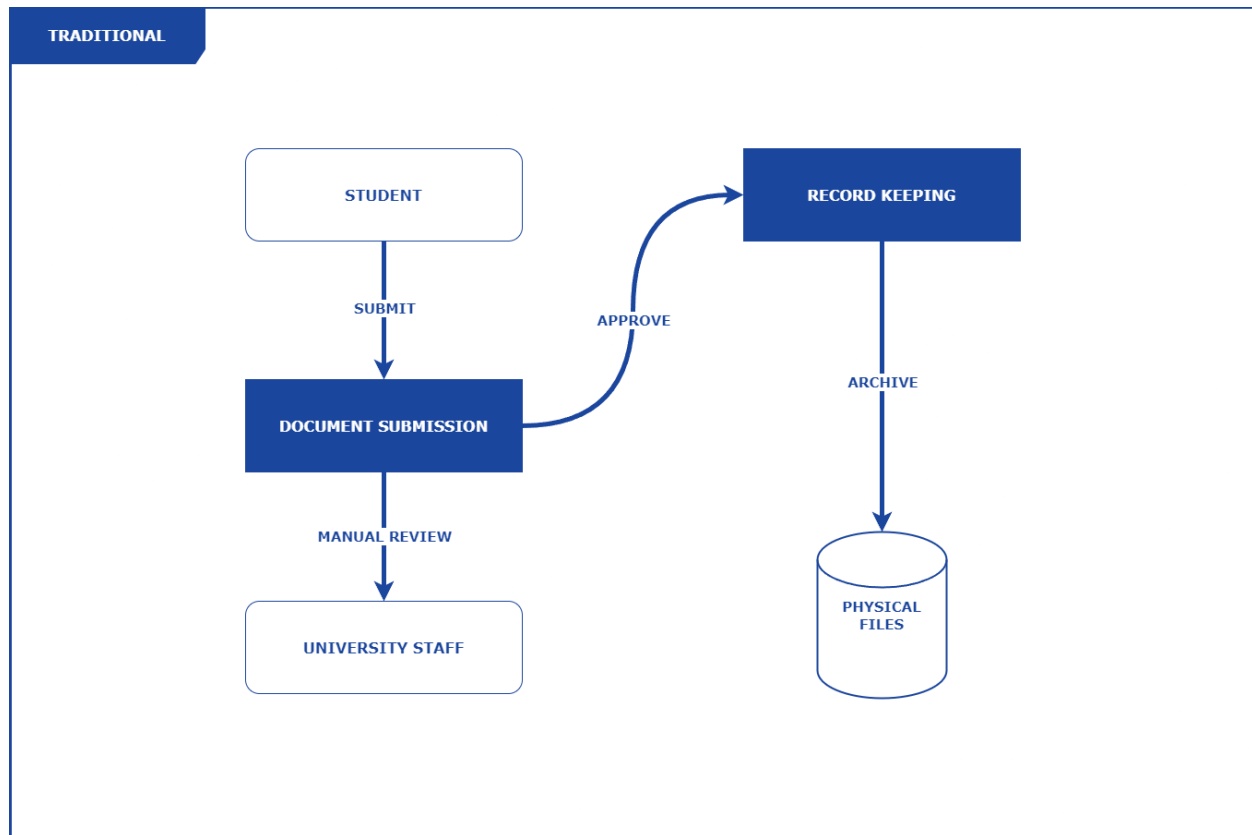 TRADITIONAL
STUDENT
RECORD KEEPING
SUBMIT
APPROVE
ARCHIVE
DOCUMENT SUBMISSION
MANUAL REVIEW
PHYSICAL
FILES
UNIVERSITY STAFF